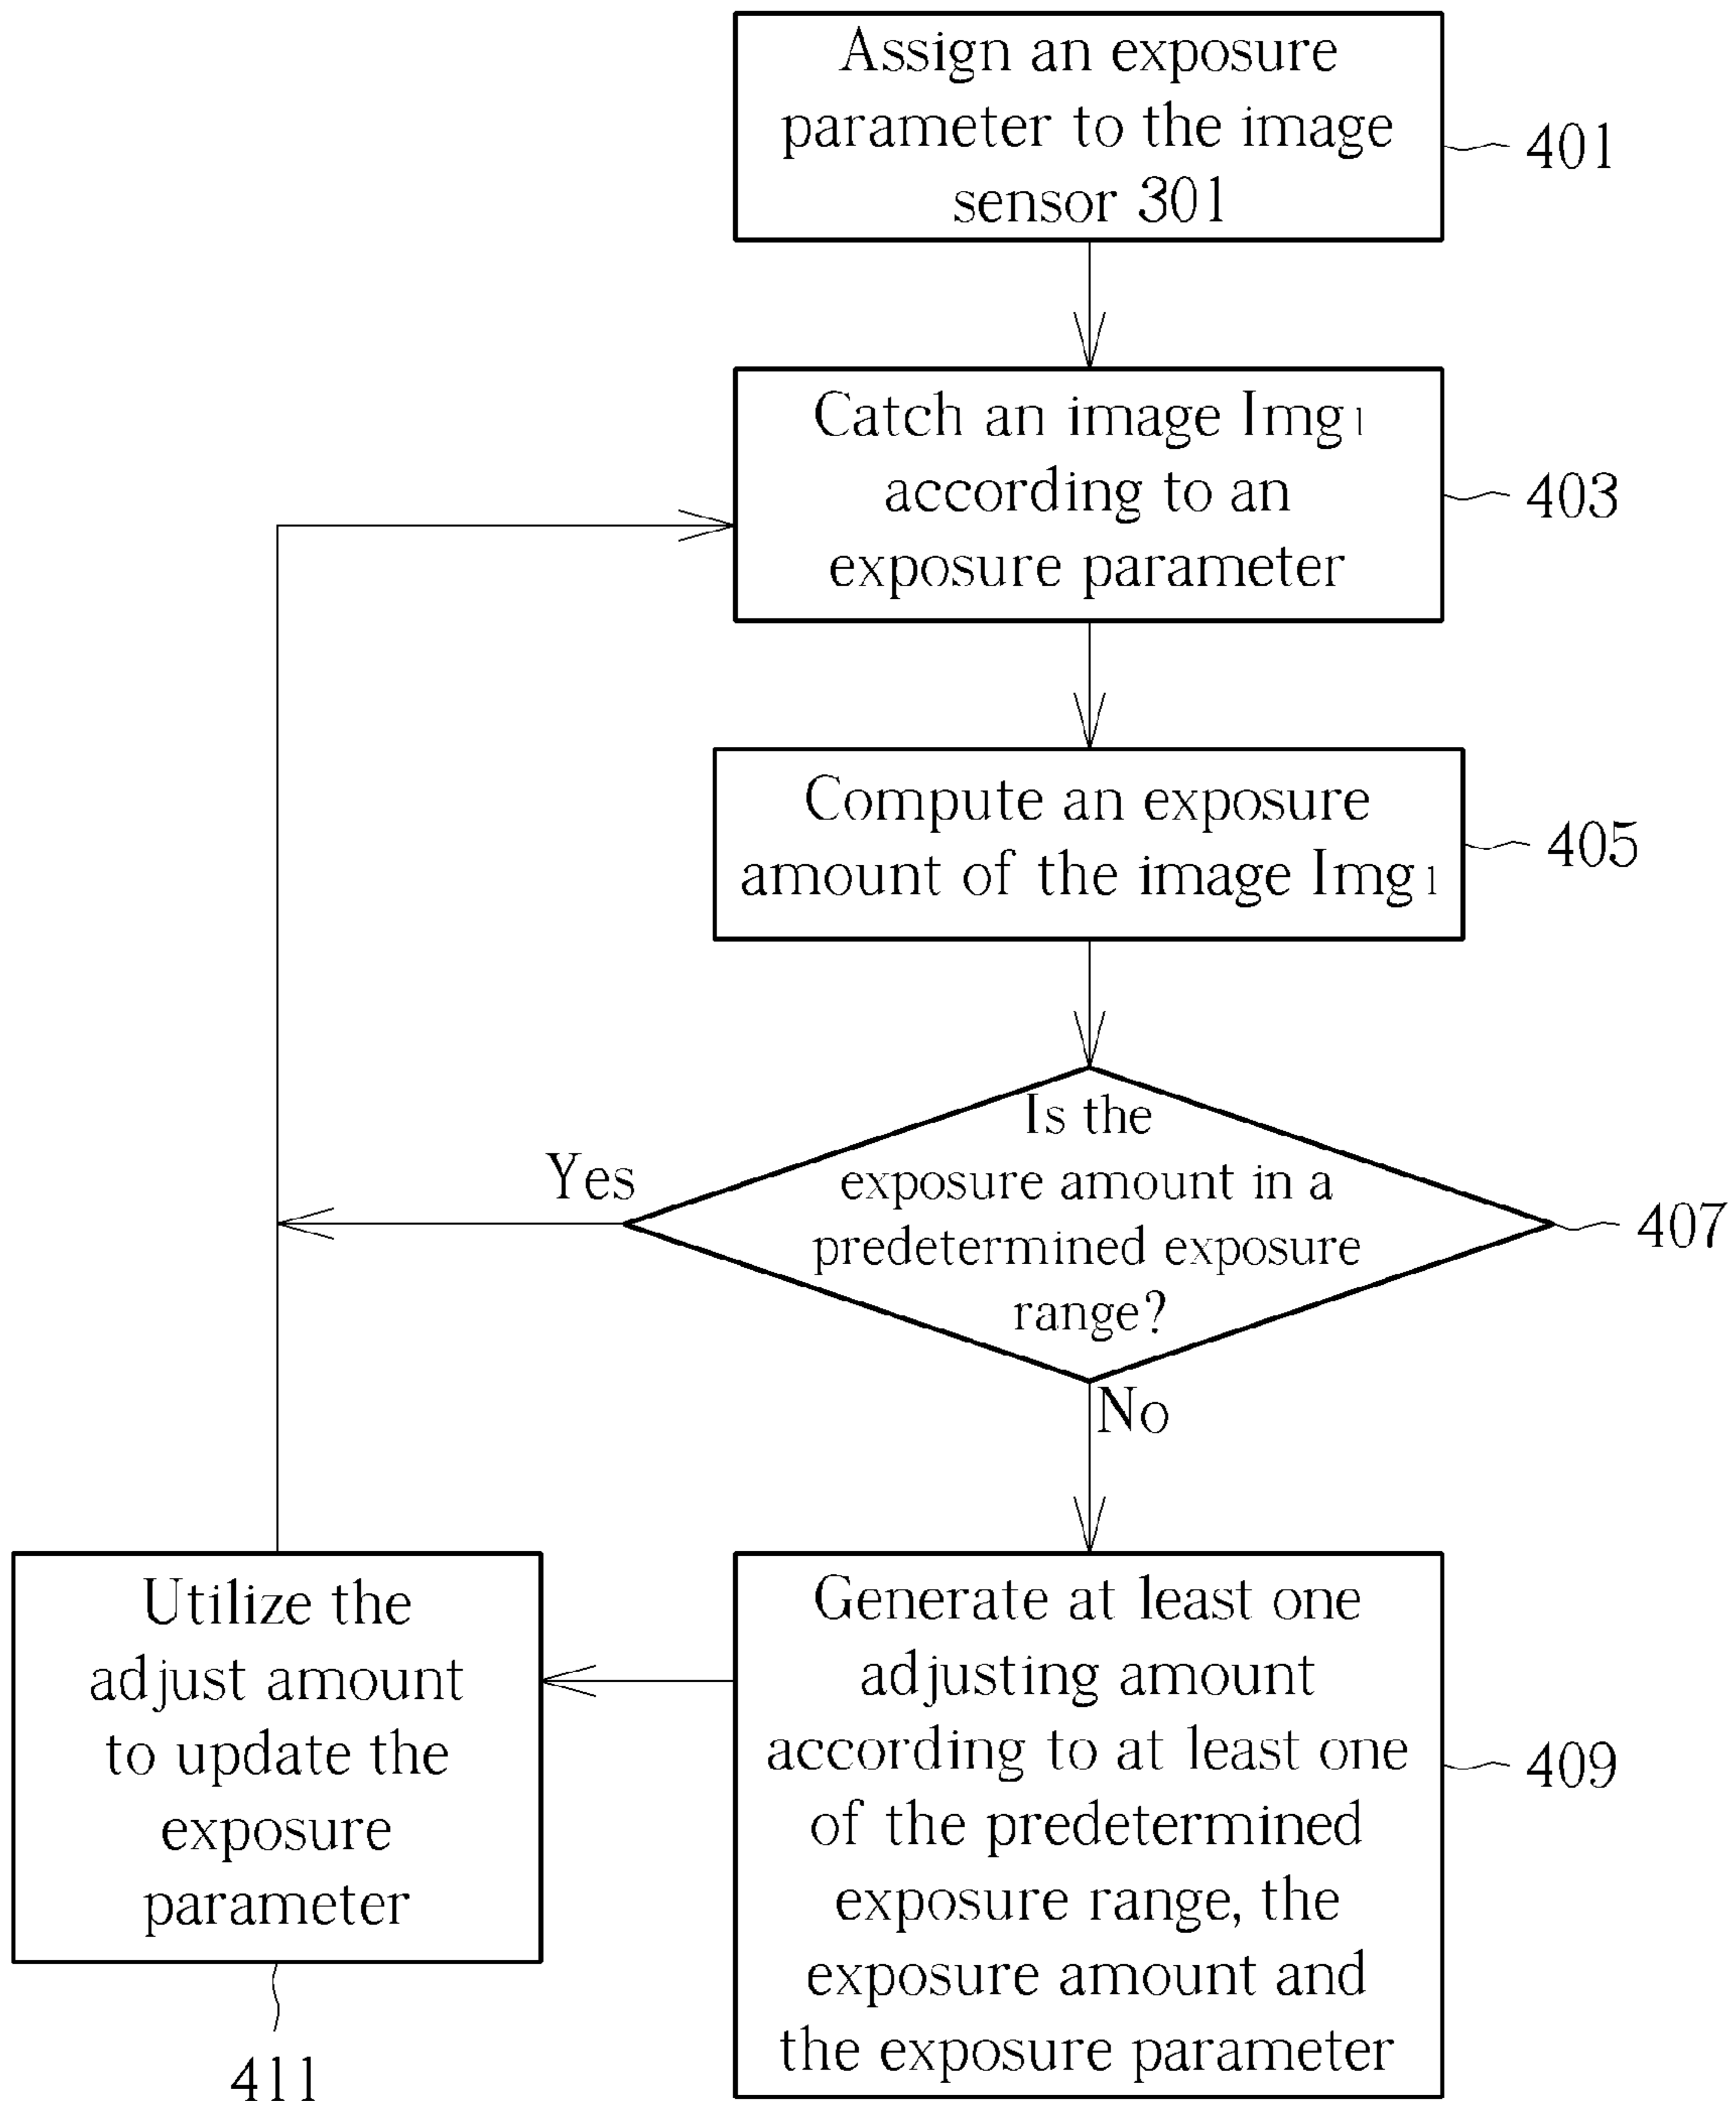 Assign an exposure
parameter to the image
sensor 301
401
Catch an image Img1
according to an
exposure parameter
403
Compute an exposure
amount of the image Img1
405
Is the
exposure amount in a
predetermined exposure
range?
407
Yes
No
Generate at least one
adjusting amount
according to at least one
of the predetermined
exposure range, the
exposure amount and
the exposure parameter
409
Utilize the
adjust amount
to update the
exposure
parameter
411